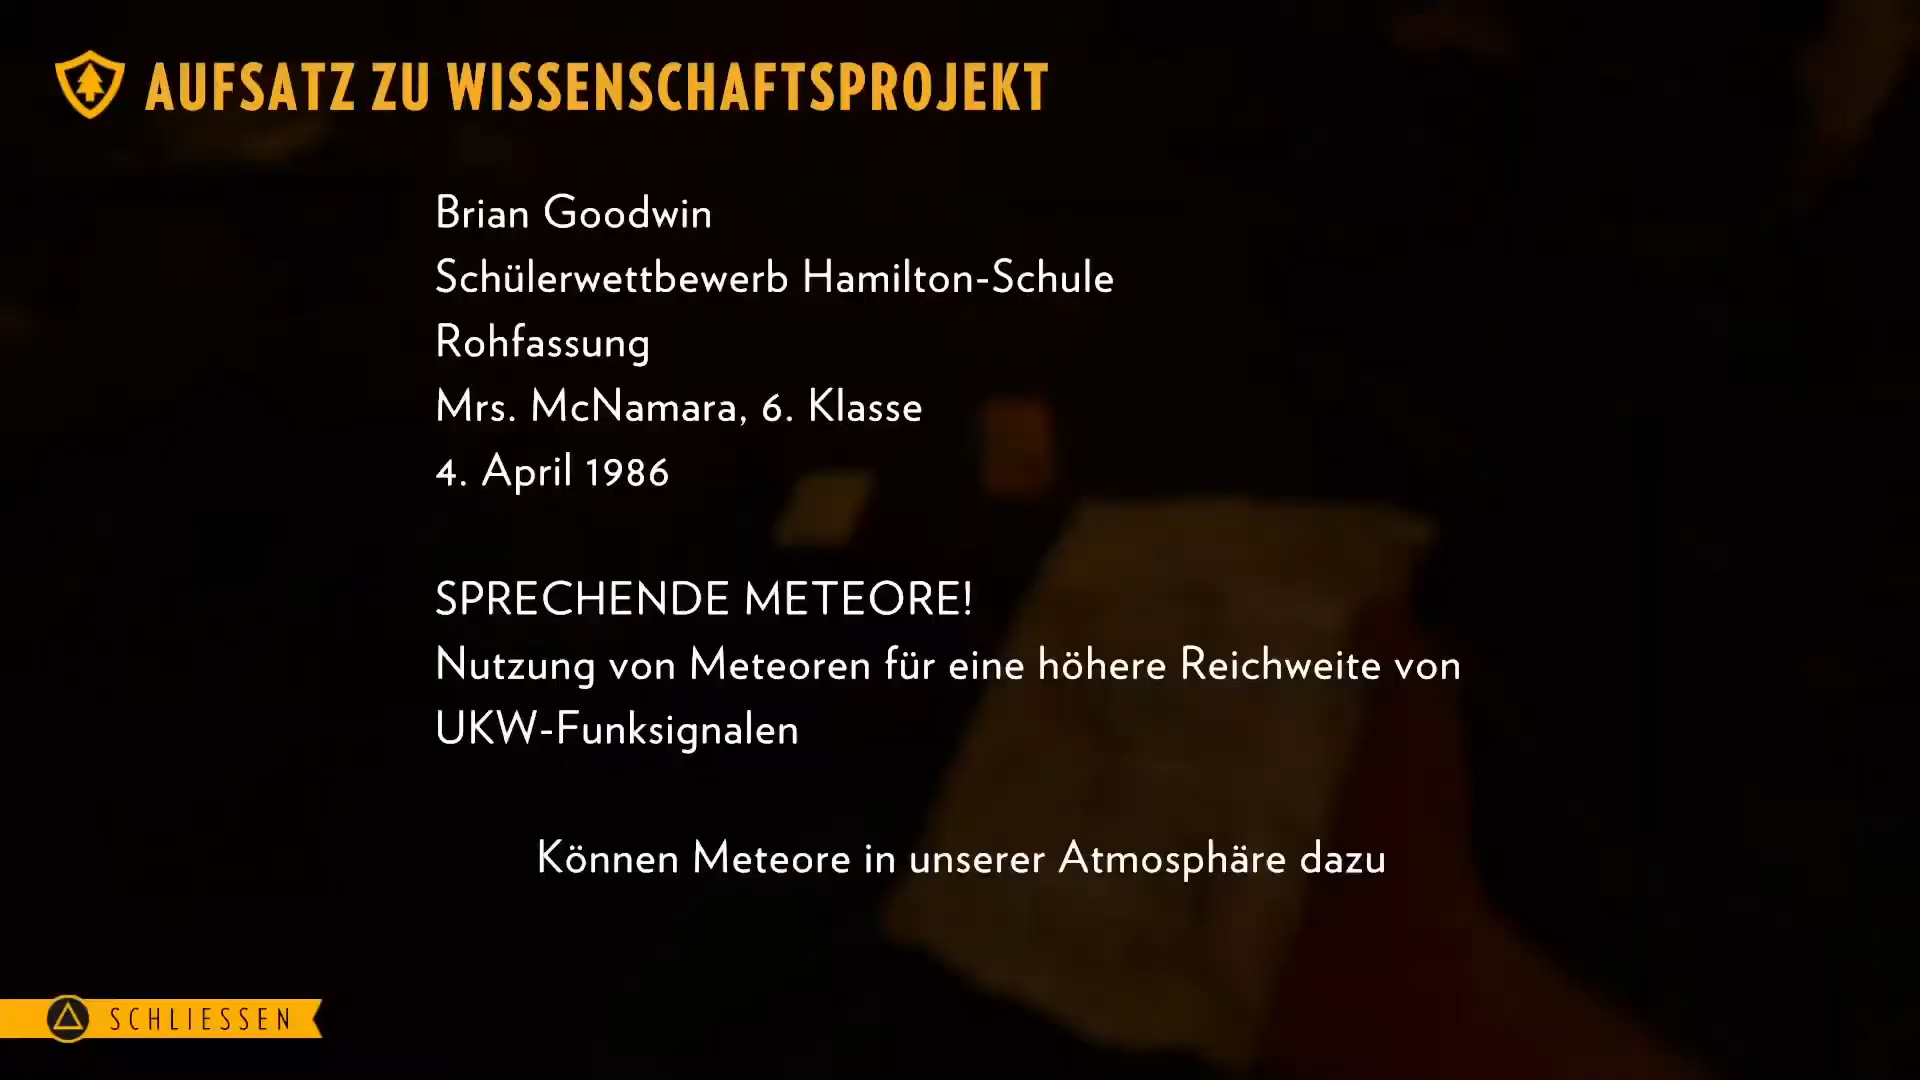 AUFSATZ ZU WISSENSCHAFTSPROJEKT
Brian Goodwin
Schülerwettbewerb Hamilton-Schule
Rohfassung
Mrs. McNamara, 6. Klasse
4. April 1986
SPRECHENDE METEORE!
Nutzung von Meteoren für eine höhere Reichweite von
UKW-Funksignalen
Können Meteore in unserer Atmosphäre dazu
SCHLIESSEN